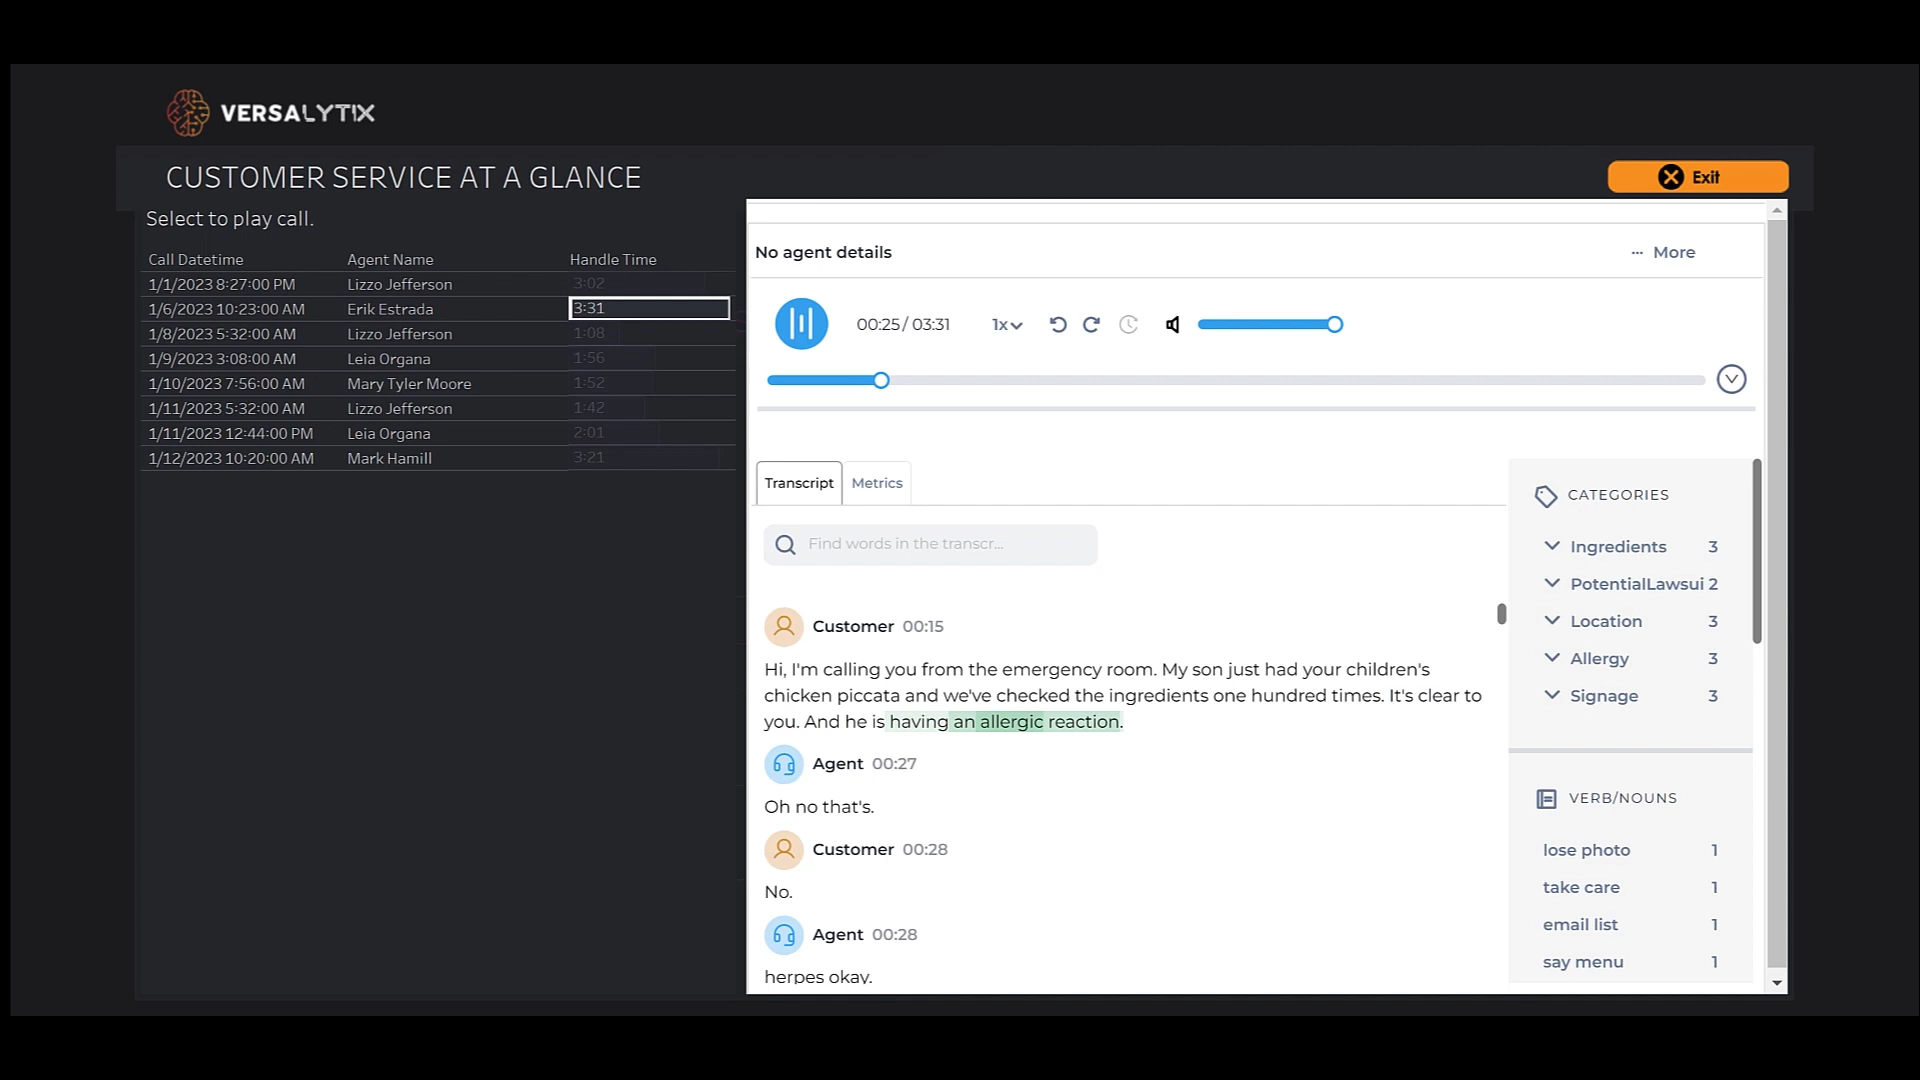 VERSALYTIX
CUSTOMER SERVICE AT A GLANCE
Exit
Select to play call.
Call Datetime Agent Name Handle Time
1/1/2023 8:27:00 PM Lizzo Jefferson 3:02
1/6/2023 10:23:00 AM Erik Estrada 3:31
1/8/2023 5:32:00 AM Lizzo Jefferson 1:08
1/9/2023 3:08:00 AM Leia Organa 1:56
1/10/2023 7:56:00 AM Mary Tyler Moore 1:52
1/11/2023 5:32:00 AM Lizzo Jefferson 1:42
1/11/2023 12:44:00 PM Leia Organa 2:01
1/12/2023 10:20:00 AM Mark Hamill 3:21
No agent details
··· More
00:25 / 03:31
1x
Transcript Metrics
Find words in the transcr...
Customer 00:15
Hi, I'm calling you from the emergency room. My son just had your children's
chicken piccata and we've checked the ingredients one hundred times. It's clear to
you. And he is having an allergic reaction.
Agent 00:27
Oh no that's.
Customer 00:28
No.
Agent 00:28
herpes okay.
CATEGORIES
Ingredients 3
PotentialLawsui 2
Location 3
Allergy 3
Signage 3
VERB/NOUNS
lose photo 1
take care 1
email list 1
say menu 1